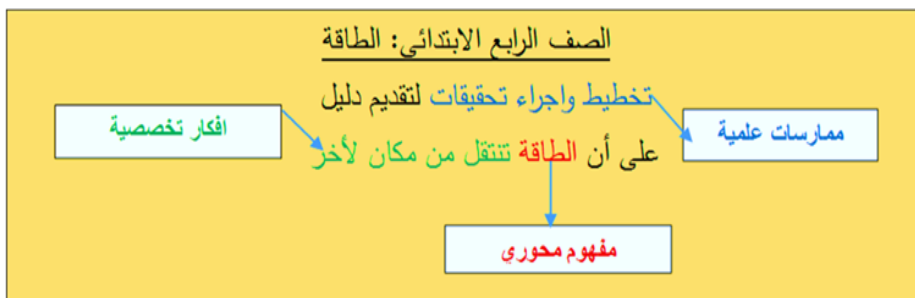 الصف الرابع الابتدائي: الطاقة
تخطيط واجراء تحقيقات لتقديم دليل
على أن الطاقة تنتقل من مكان لأخر
ممارسات علمية
افكار تخصصية
مفهوم محوري